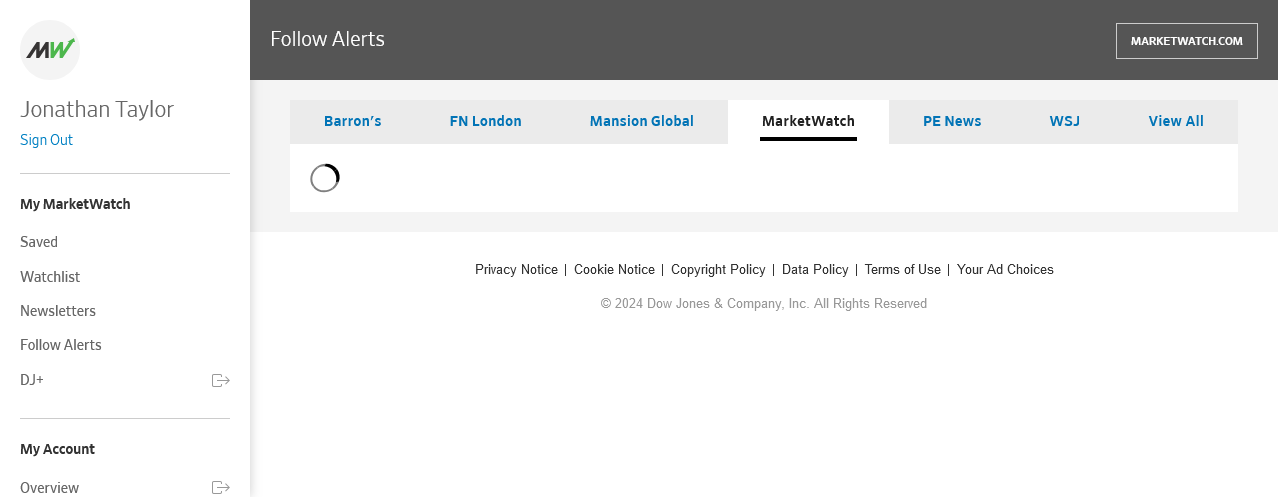 MW
Jonathan Taylor
Sign Out
My MarketWatch
Saved
Watchlist
Newsletters
Follow Alerts
DJ+
My Account
Overview
Follow Alerts
MARKETWATCH.COM
Barron's FN London Mansion Global MarketWatch PE News WSJ View All
Privacy Notice | Cookie Notice | Copyright Policy | Data Policy | Terms of Use | Your Ad Choices
© 2024 Dow Jones & Company, Inc. All Rights Reserved